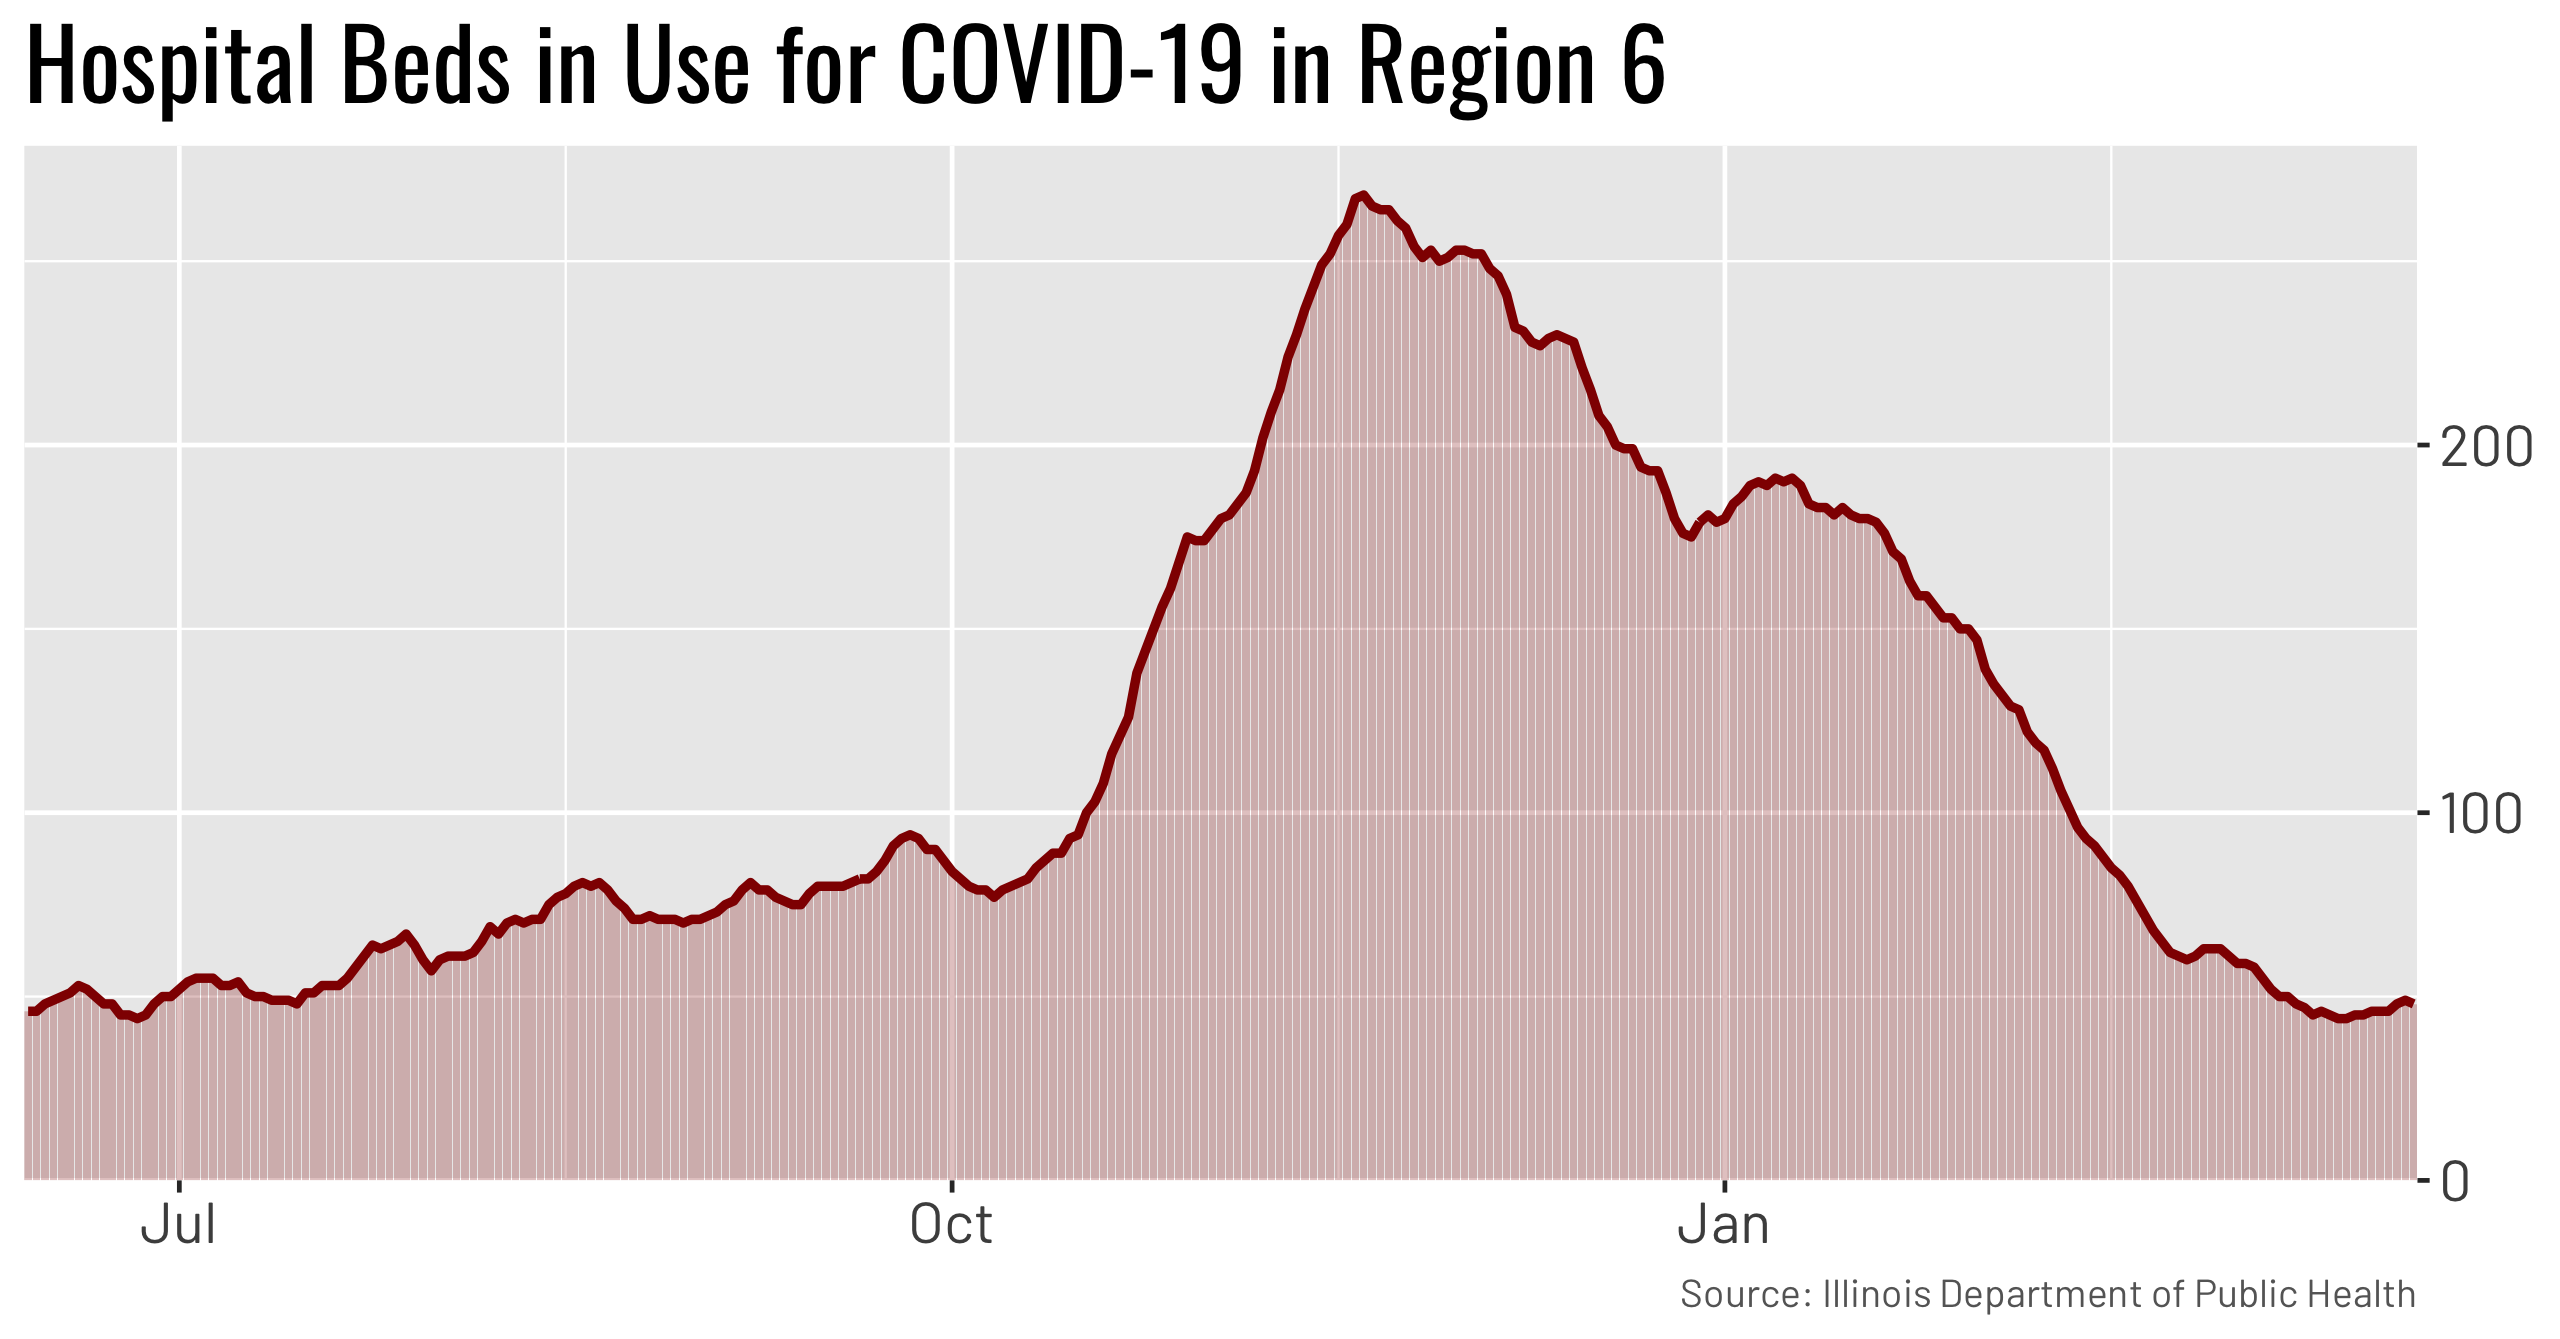 Hospital Beds in Use for COVID-19 in Region 6
200
100
0
Jul Oct Jan
Source: Illinois Department of Public Health